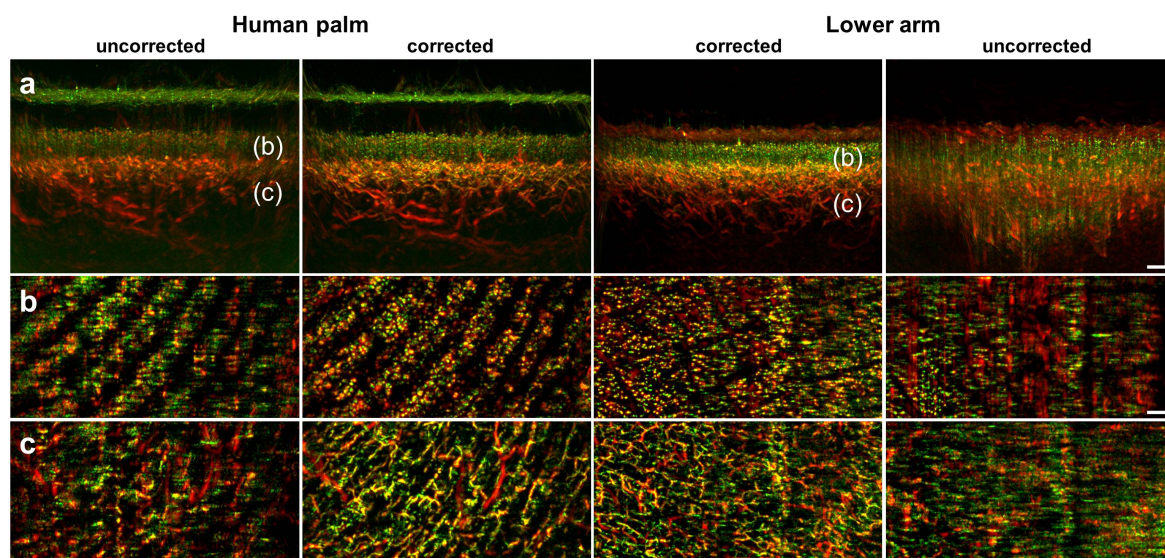 Human palm Lower arm
uncorrected corrected corrected uncorrected
a
(b) (b)
(c) (c)
b
c